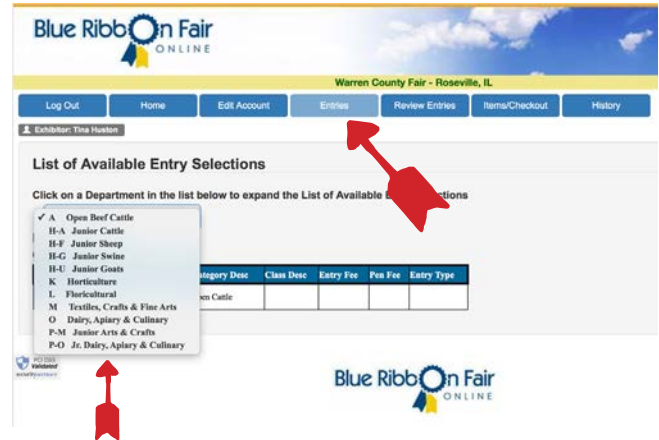 Blue Ribbon Fair
ONLINE
Warren County Fair - Roseville, IL
Log Out Home Edit Account Entries Review Entries Items/Checkout History
Exhibitor: Tina Huston
List of Available Entry Selections
Click on a Department in the list below to expand the List of Available
✓ A Open Beef Cattle
H-A Junior Cattle
H-F Junior Sheep
H-G Junior Swine
H-U Junior Goats
K Horticulture
L Floricultural
M Textiles, Crafts & Fine Arts
O Dairy, Apiary & Culinary
P-M Junior Arts & Crafts
P-O Jr. Dairy, Apiary & Culinary
Desc Class Desc Entry Fee Pen Fee Entry Type
Cattle
PCI DSS
Validated
Blue Ribbon Fair
ONLINE